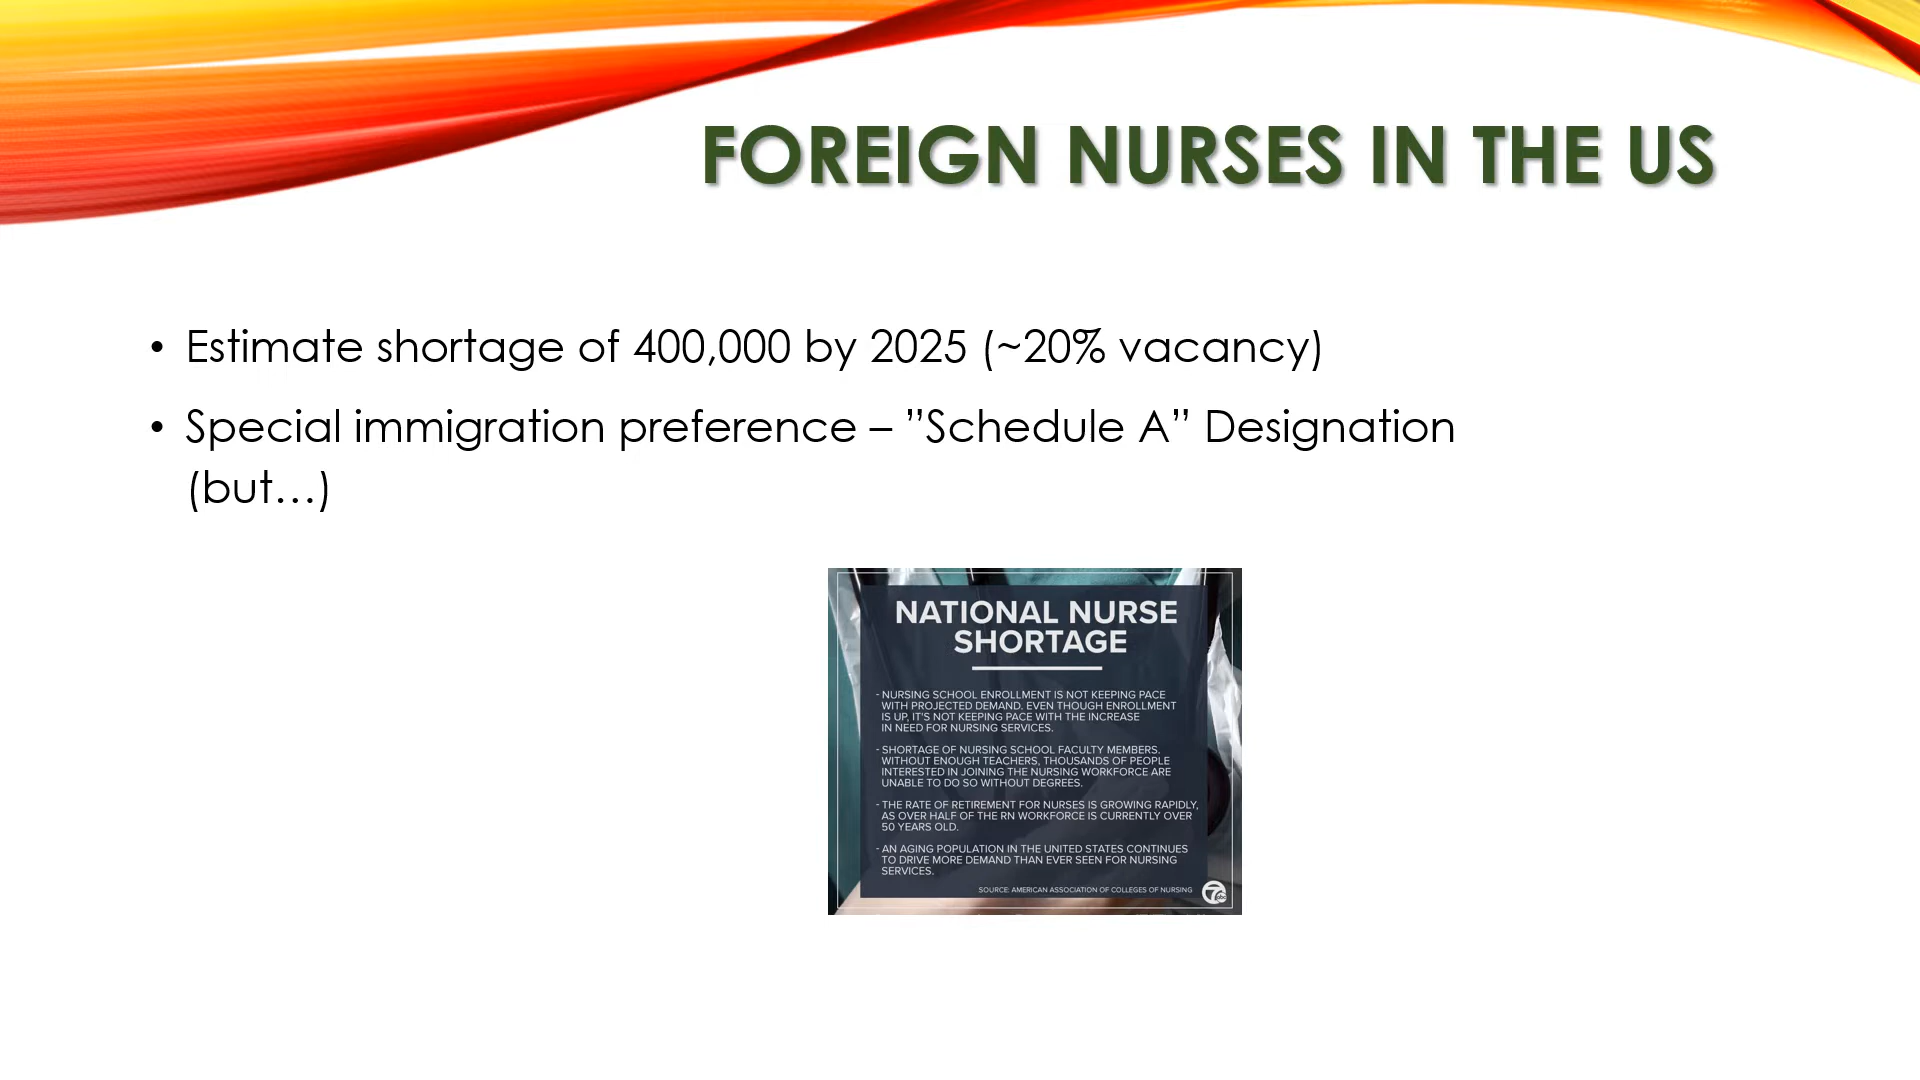 FOREIGN NURSES IN THE US
• Estimate shortage of 400,000 by 2025 (~20% vacancy)
• Special immigration preference – ”Schedule A” Designation
(but…)
NATIONAL NURSE
SHORTAGE
- NURSING SCHOOL ENROLLMENT IS NOT KEEPING PACE
WITH PROJECTED DEMAND. EVEN THOUGH ENROLLMENT
IS UP, IT'S NOT KEEPING PACE WITH THE INCREASE
IN NEED FOR NURSING SERVICES.
- SHORTAGE OF NURSING SCHOOL FACULTY MEMBERS.
WITHOUT ENOUGH TEACHERS, THOUSANDS OF PEOPLE
INTERESTED IN JOINING THE NURSING WORKFORCE ARE
UNABLE TO DO SO WITHOUT DEGREES.
- THE RATE OF RETIREMENT FOR NURSES IS GROWING RAPIDLY,
AS OVER HALF OF THE RN WORKFORCE IS CURRENTLY OVER
50 YEARS OLD.
- AN AGING POPULATION IN THE UNITED STATES CONTINUES
TO DRIVE MORE DEMAND THAN EVER SEEN FOR NURSING
SERVICES.
SOURCE: AMERICAN ASSOCIATION OF COLLEGES OF NURSING
7 abc